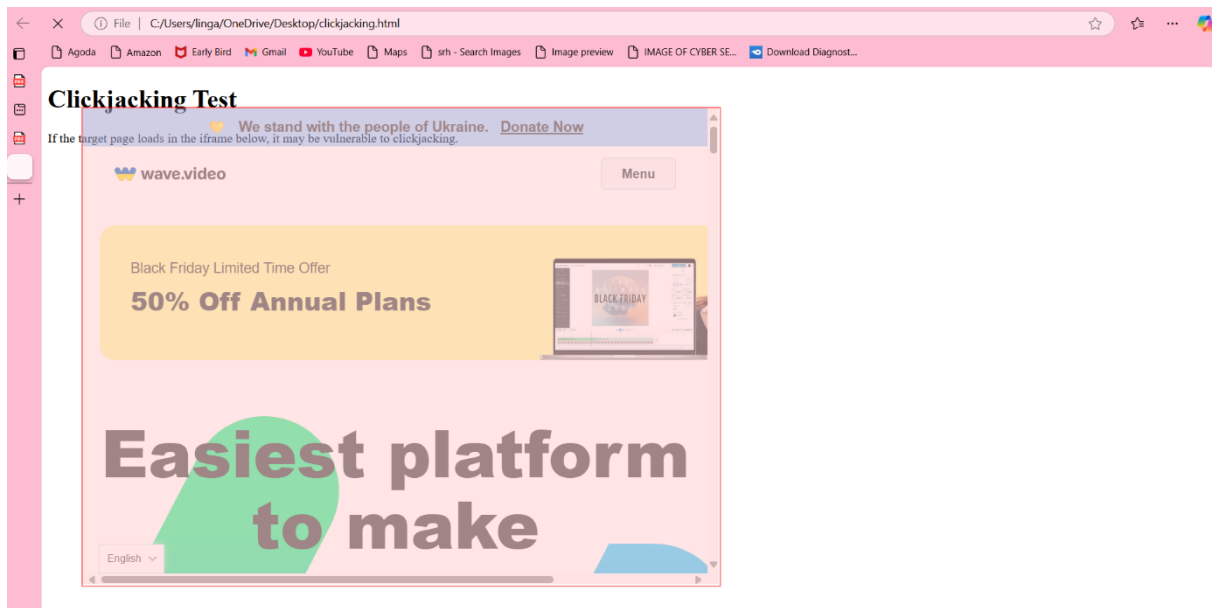 File | C:/Users/linga/OneDrive/Desktop/clickjacking.html
Agoda Amazon Early Bird Gmail YouTube Maps srh - Search Images Image preview IMAGE OF CYBER SE... Download Diagnost...
Clickjacking Test
We stand with the people of Ukraine. Donate Now
If the target page loads in the iframe below, it may be vulnerable to clickjacking.
wave.video
Menu
Black Friday Limited Time Offer
50% Off Annual Plans
BLACK FRIDAY
Easiest platform
to make
English